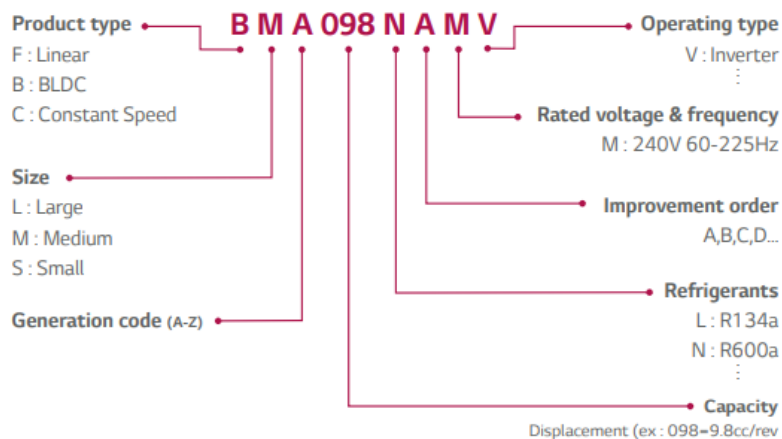 B M A 098 N A M V
Product type
F : Linear
B : BLDC
C : Constant Speed
Size
L : Large
M : Medium
S : Small
Generation code (A-Z)
Operating type
V : Inverter
⋮
Rated voltage & frequency
M : 240V 60-225Hz
Improvement order
A,B,C,D...
Refrigerants
L : R134a
N : R600a
⋮
Capacity
Displacement (ex : 098=9.8cc/rev